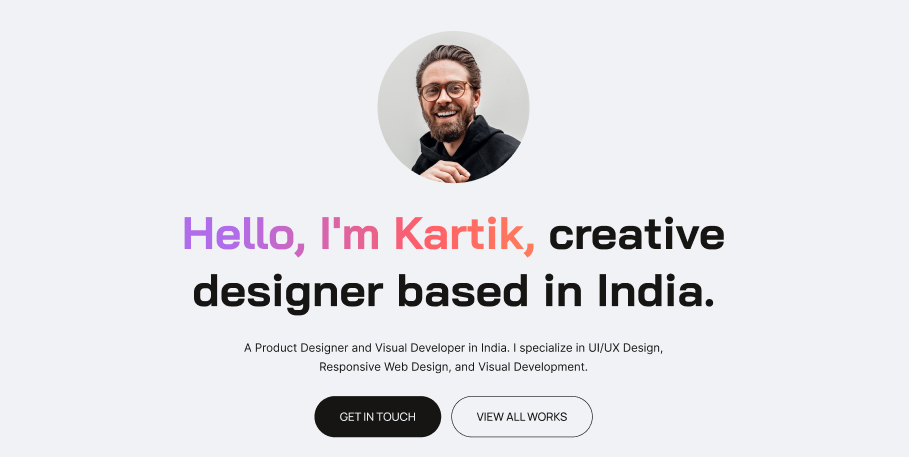 Hello, I'm Kartik, creative
designer based in India.
A Product Designer and Visual Developer in India. I specialize in UI/UX Design,
Responsive Web Design, and Visual Development.
GET IN TOUCH
VIEW ALL WORKS